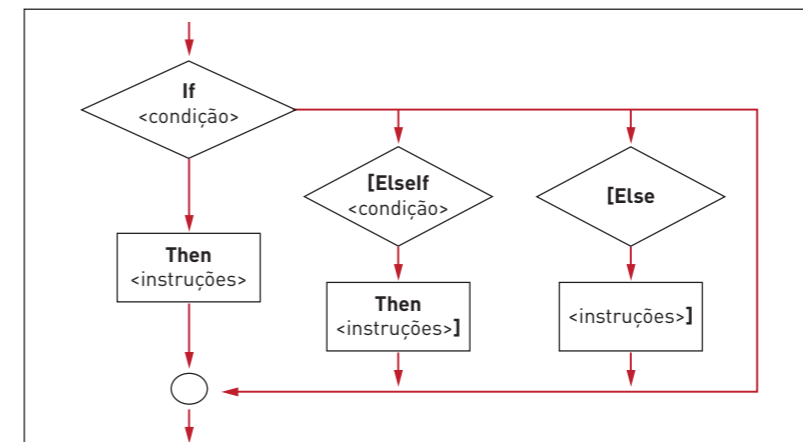 If
<condição>
[ElseIf
<condição>
[Else
Then
<instruções>
Then
<instruções>]
<instruções>]